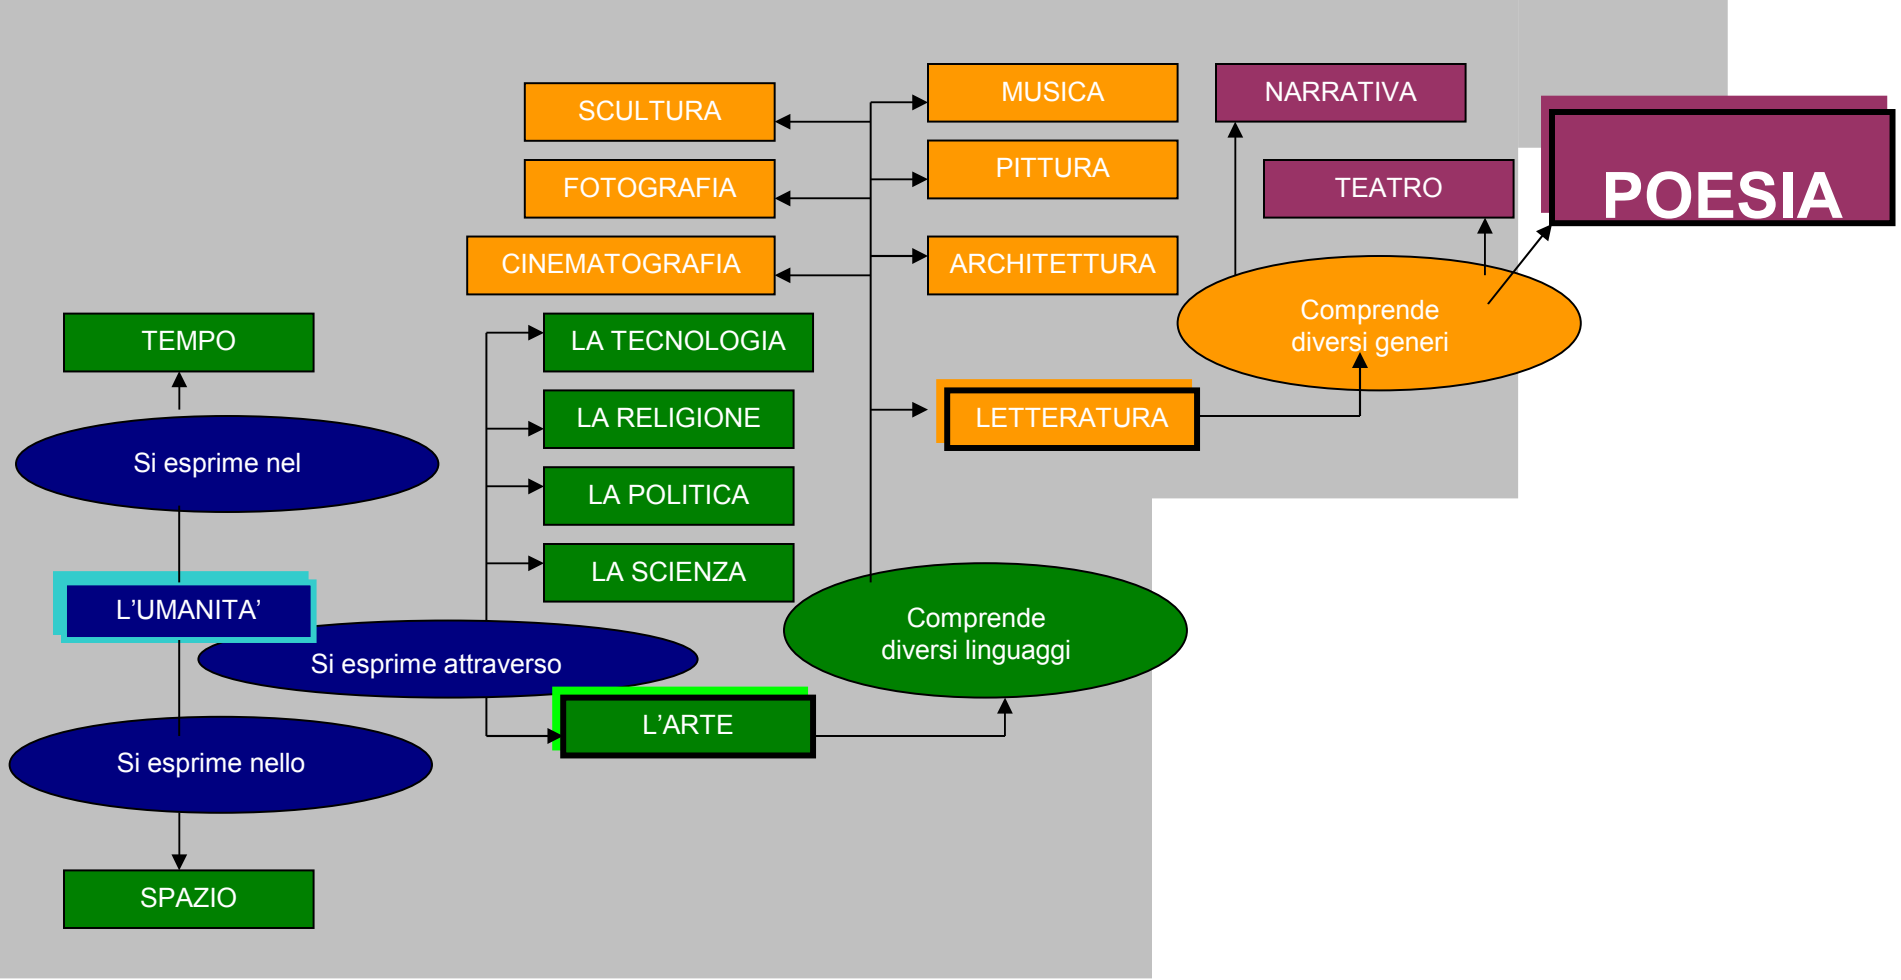 MUSICA
NARRATIVA
SCULTURA
PITTURA
FOTOGRAFIA
TEATRO
POESIA
CINEMATOGRAFIA
ARCHITETTURA
Comprende
diversi generi
TEMPO
LA TECNOLOGIA
LA RELIGIONE
LETTERATURA
Si esprime nel
LA POLITICA
LA SCIENZA
L'UMANITA'
Comprende
diversi linguaggi
Si esprime attraverso
L'ARTE
Si esprime nello
SPAZIO